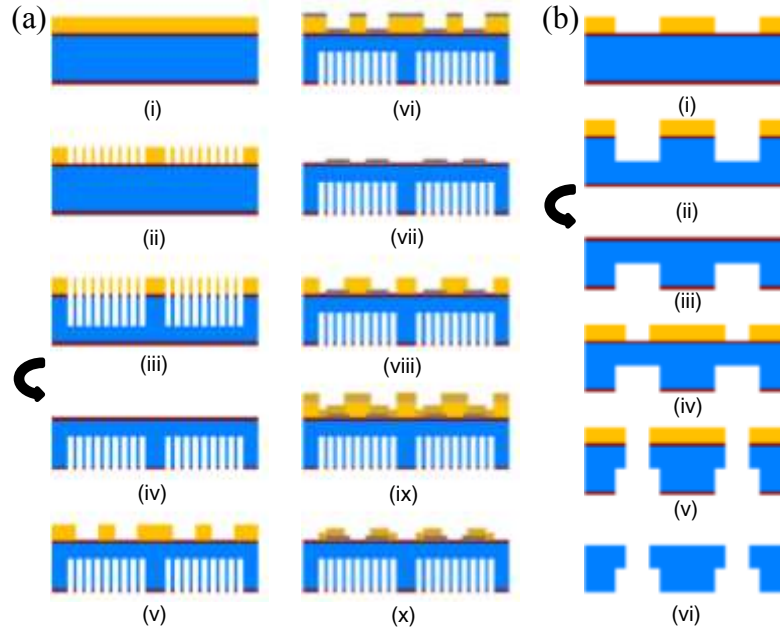 (a)
(i)
(ii)
(iii)
(iv)
(v)
(vi)
(vii)
(viii)
(ix)
(x)
(b)
(i)
(ii)
(iii)
(iv)
(v)
(vi)